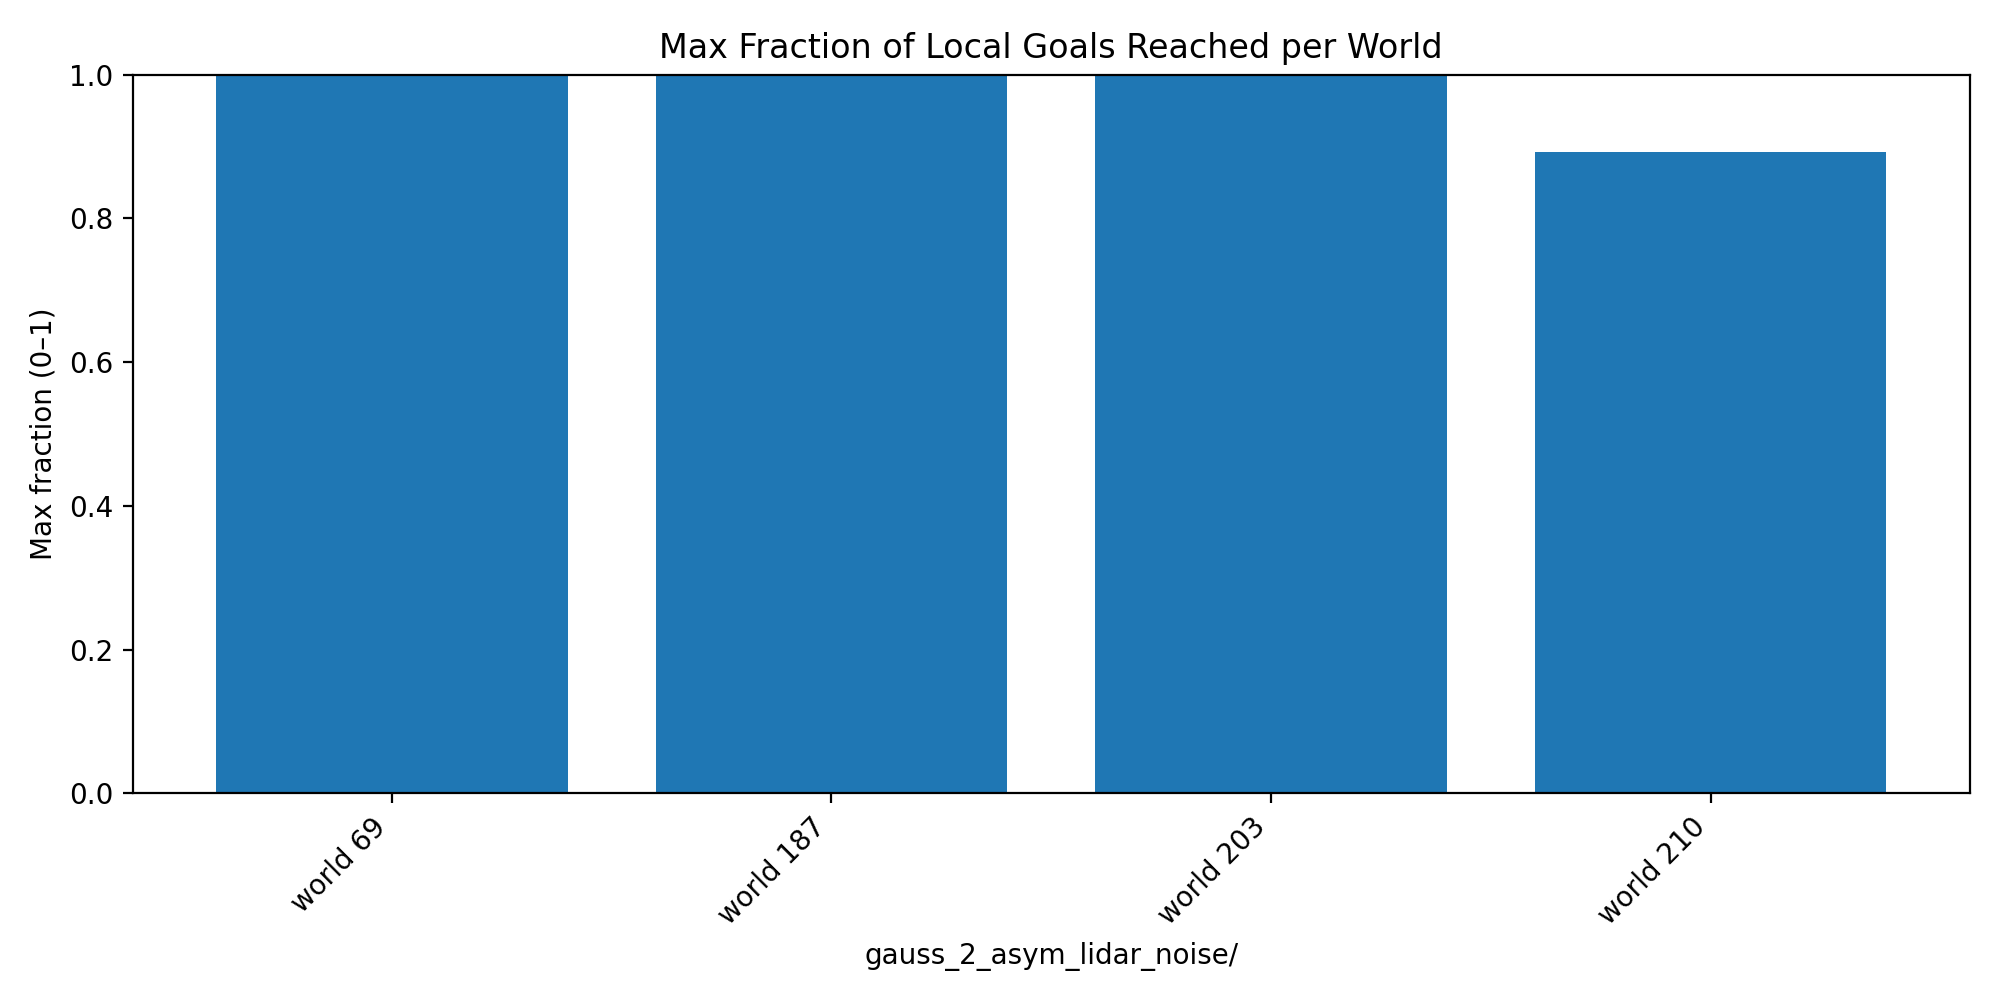 Max Fraction of Local Goals Reached per World
Max fraction (0–1)
1.0
0.8
0.6
0.4
0.2
0.0
world 69
world 187
world 203
world 210
gauss_2_asym_lidar_noise/